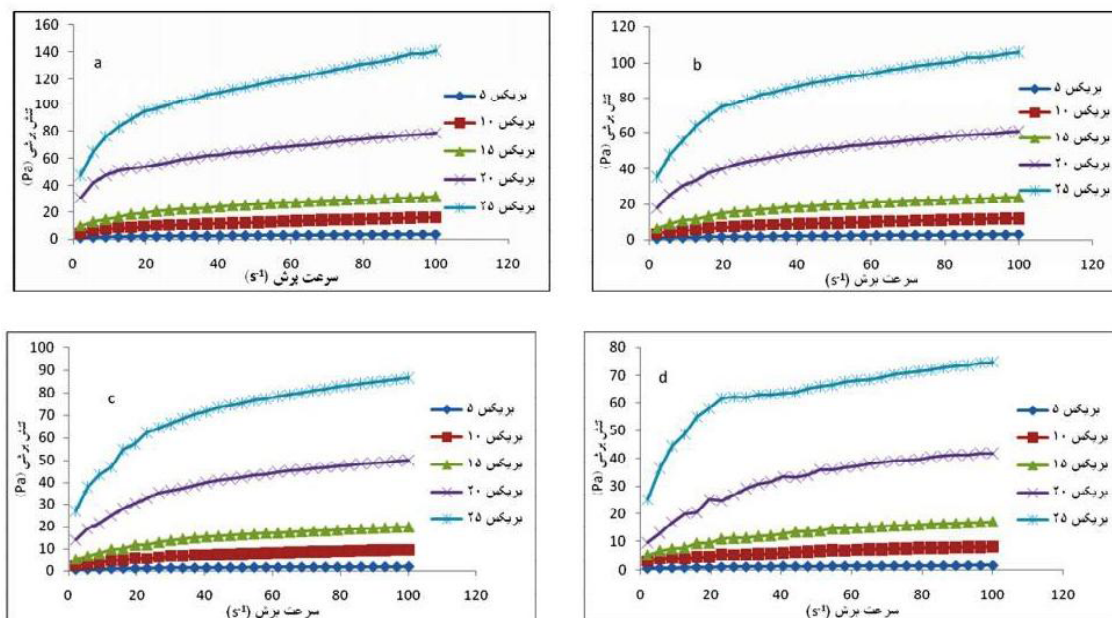 a
160
140
120
100
80
60
40
20
0
تنش برشی (Pa)
0 20 40 60 80 100 120
سرعت برش (s⁻¹)
بریکس ۵
بریکس ۱۰
بریکس ۱۵
بریکس ۲۰
بریکس ۲۵
b
120
100
80
60
40
20
0
تنش برشی (Pa)
0 20 40 60 80 100 120
سرعت برش (s⁻¹)
بریکس ۵
بریکس ۱۰
بریکس ۱۵
بریکس ۲۰
بریکس ۲۵
c
100
90
80
70
60
50
40
30
20
10
0
تنش برشی (Pa)
0 20 40 60 80 100 120
سرعت برش (s⁻¹)
بریکس ۵
بریکس ۱۰
بریکس ۱۵
بریکس ۲۰
بریکس ۲۵
d
80
70
60
50
40
30
20
10
0
تنش برشی (Pa)
0 20 40 60 80 100 120
سرعت برش (s⁻¹)
بریکس ۵
بریکس ۱۰
بریکس ۱۵
بریکس ۲۰
بریکس ۲۵